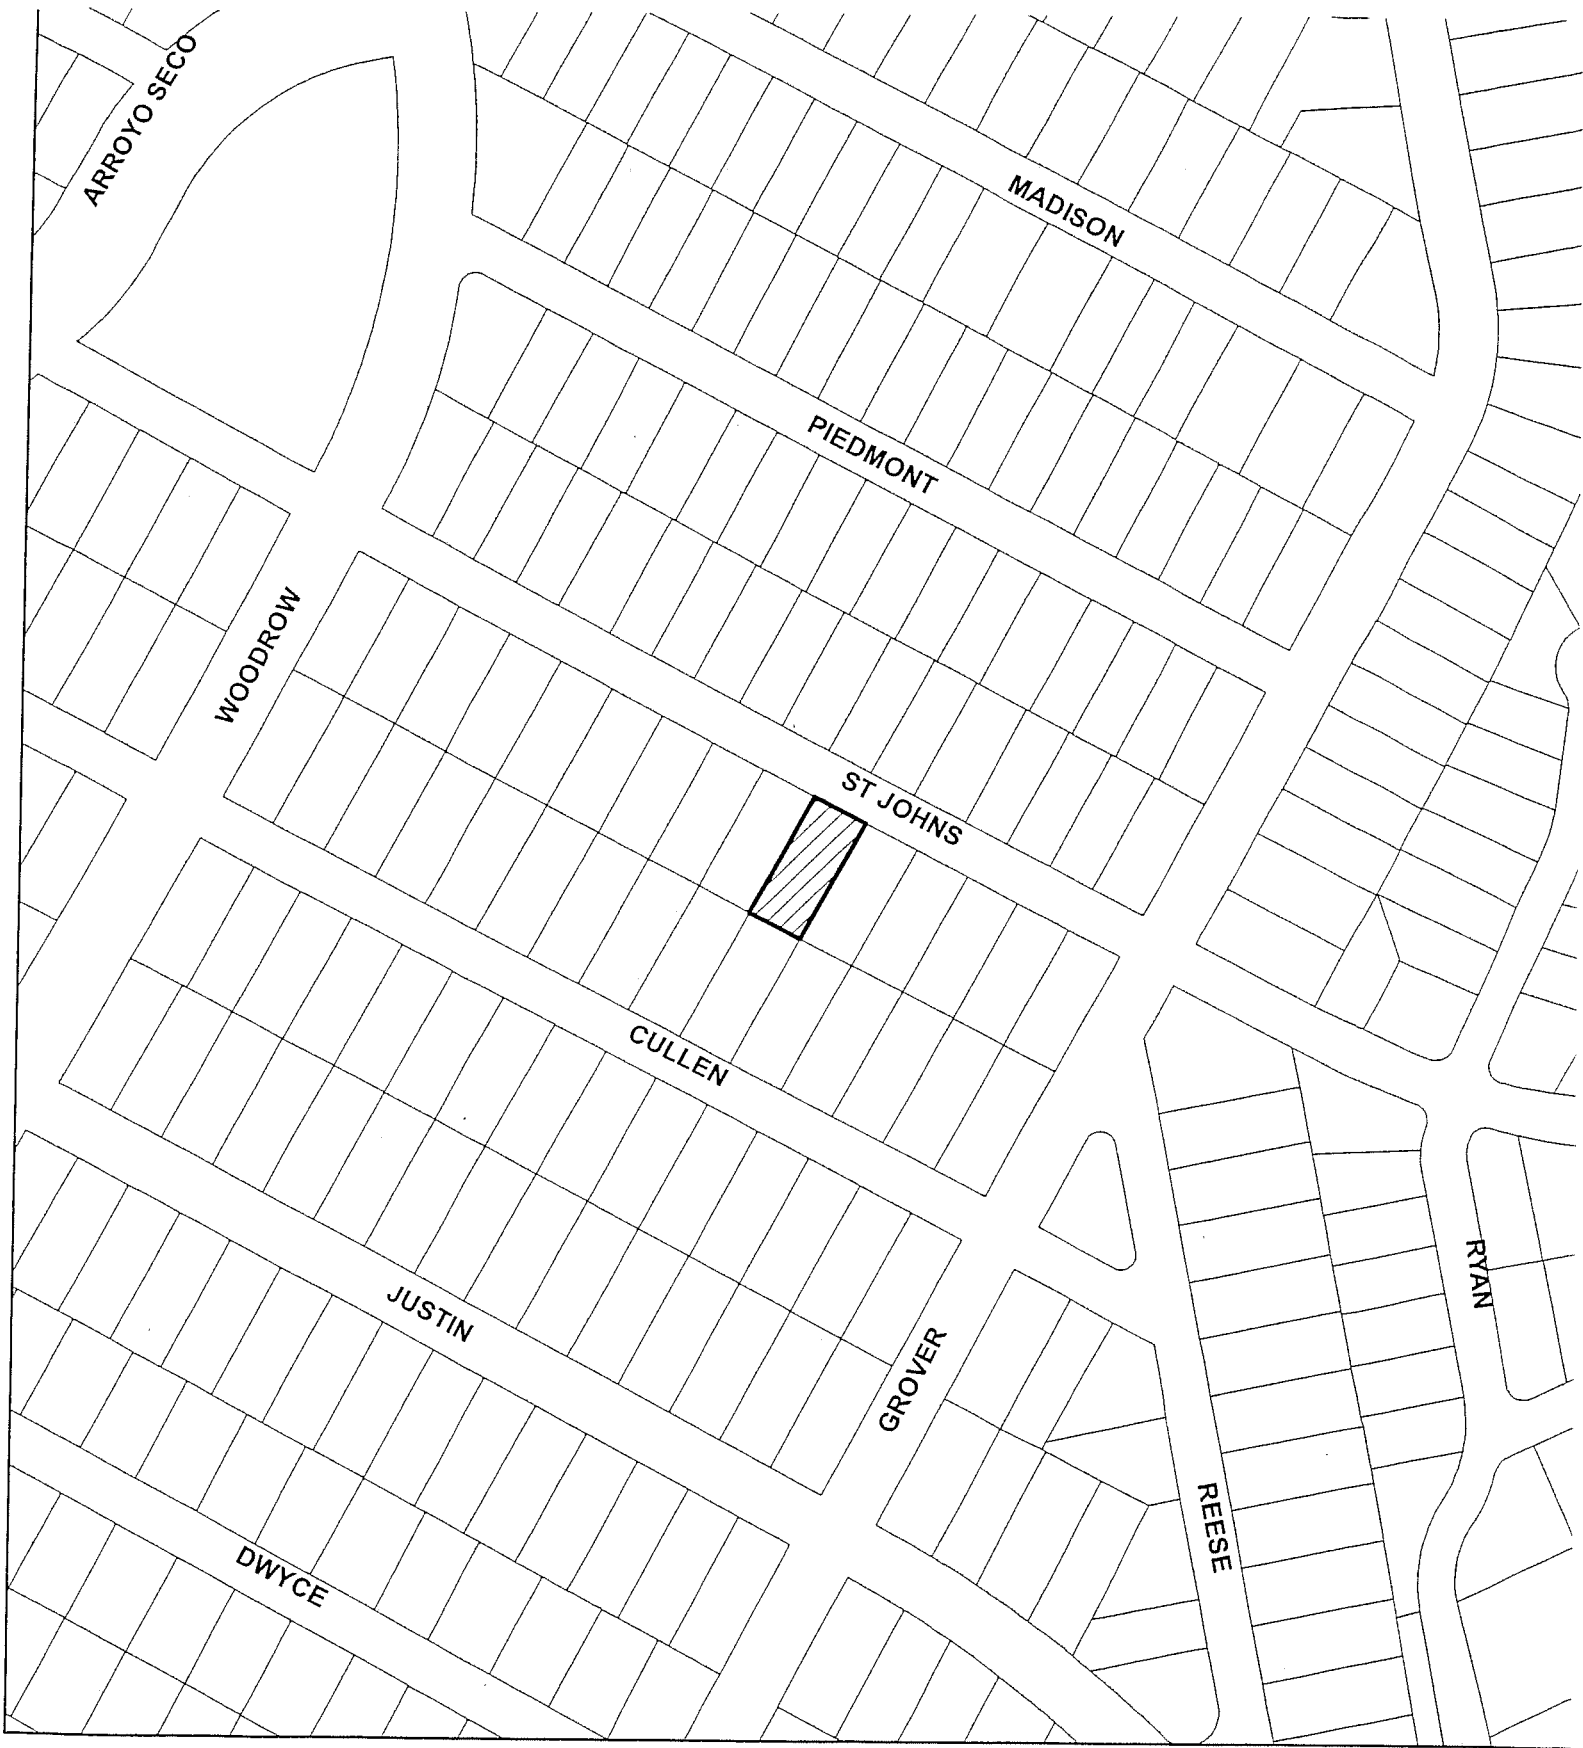 ARROYO SECO
MADISON
PIEDMONT
WOODROW
ST JOHNS
CULLEN
JUSTIN
GROVER
RYAN
REESE
DWYCE